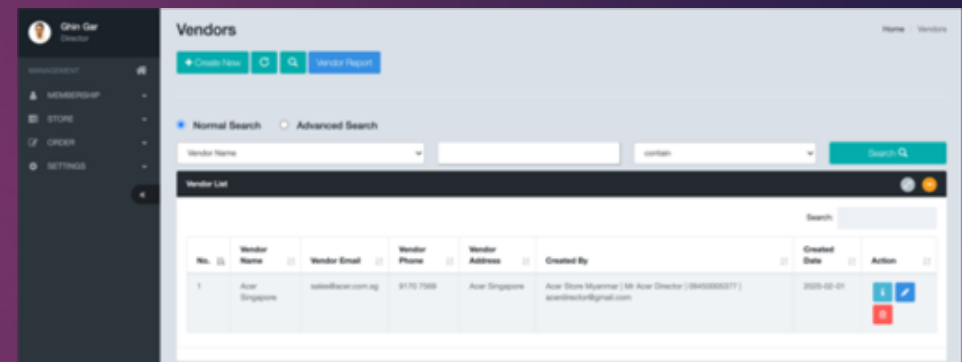 Ghin Gar
Director
MANAGEMENT
MEMBERSHIP
STORE
ORDER
SETTINGS
Vendors
Home Vendors
+ Create New
Vendor Report
Normal Search Advanced Search
Vendor Name
contain
Search
Vendor List
Search:
No. Vendor Name Vendor Email Vendor Phone Vendor Address Created By Created Date Action
1 Acer Singapore sales@acer.com.sg 9170 7569 Acer Singapore Acer Store Myanmar | Mr Acer Director | | acerdirector@gmail.com 2020-02-01